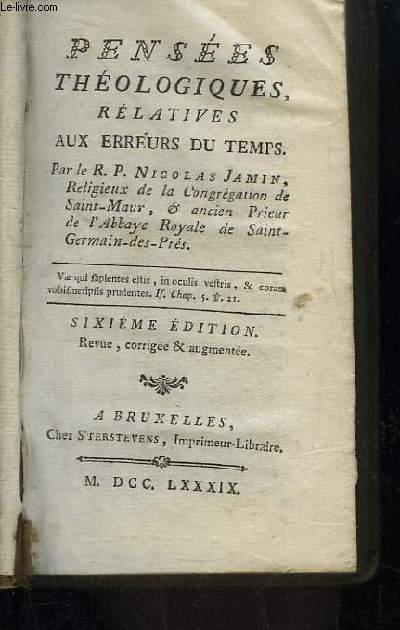 © Le-livre.com
PENSÉES
THÉOLOGIQUES,
RÉLATIVES
AUX ERREURS DU TEMPS.
Par le R. P. NICOLAS JAMIN,
Religieux de la Congrégation de
Saint-Maur, & ancien Prieur
de l'Abbaye Royale de Saint-
Germain-des-Prés.
Væ qui sapientes estis, in oculis vestris, & coram
vobismetipsis prudentes. Is. Chap. 5. ℣. 21.
SIXIÉME ÉDITION.
Revue, corrigée & augmentée.
A BRUXELLES,
Chez STERSTEVENS, Imprimeur-Libraire.
M. DCC. LXXXIX.